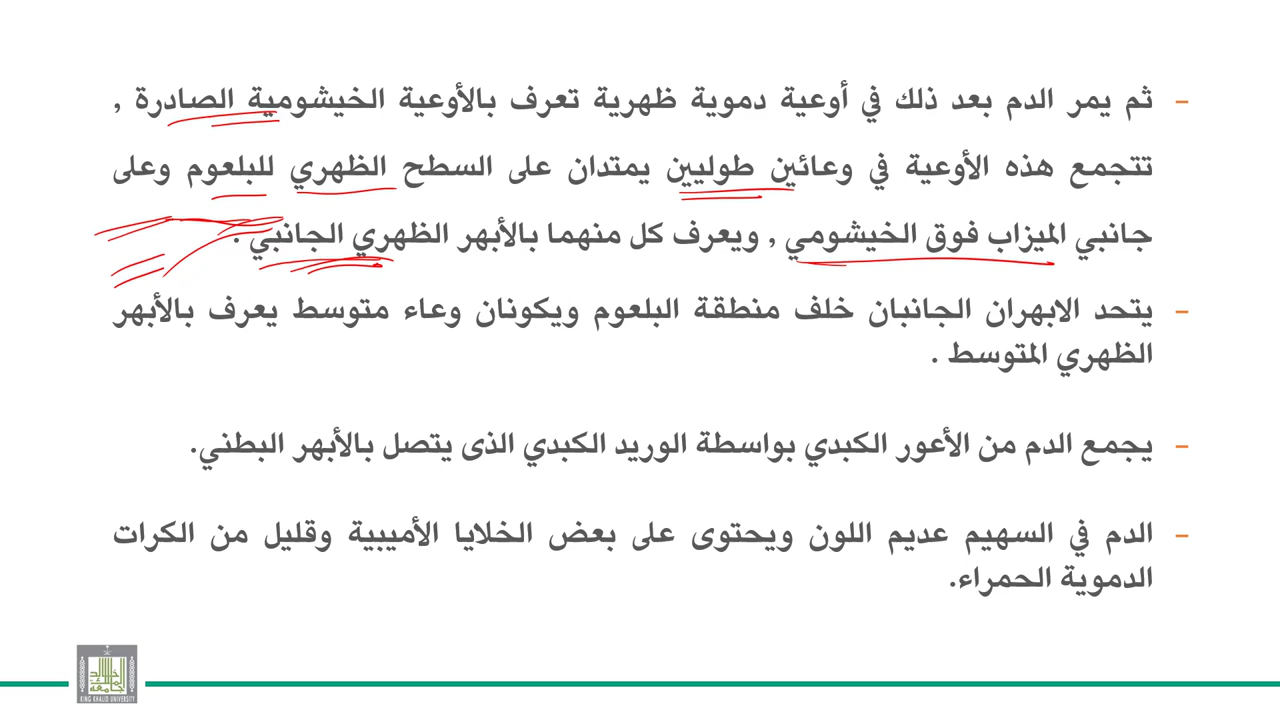 - ثم يمر الدم بعد ذلك في أوعية دموية ظهرية تعرف بالأوعية الخيشومية الصادرة ,
تتجمع هذه الأوعية في وعائين طوليين يمتدان على السطح الظهري للبلعوم وعلى
جانبي الميزاب فوق الخيشومي , ويعرف كل منهما بالأبهر الظهري الجانبي .
- يتحد الابهران الجانبان خلف منطقة البلعوم ويكونان وعاء متوسط يعرف بالأبهر
الظهري المتوسط .
- يجمع الدم من الأعور الكبدي بواسطة الوريد الكبدي الذى يتصل بالأبهر البطني.
- الدم في السهيم عديم اللون ويحتوى على بعض الخلايا الأميبية وقليل من الكرات
الدموية الحمراء.
KING KHALID UNIVERSITY